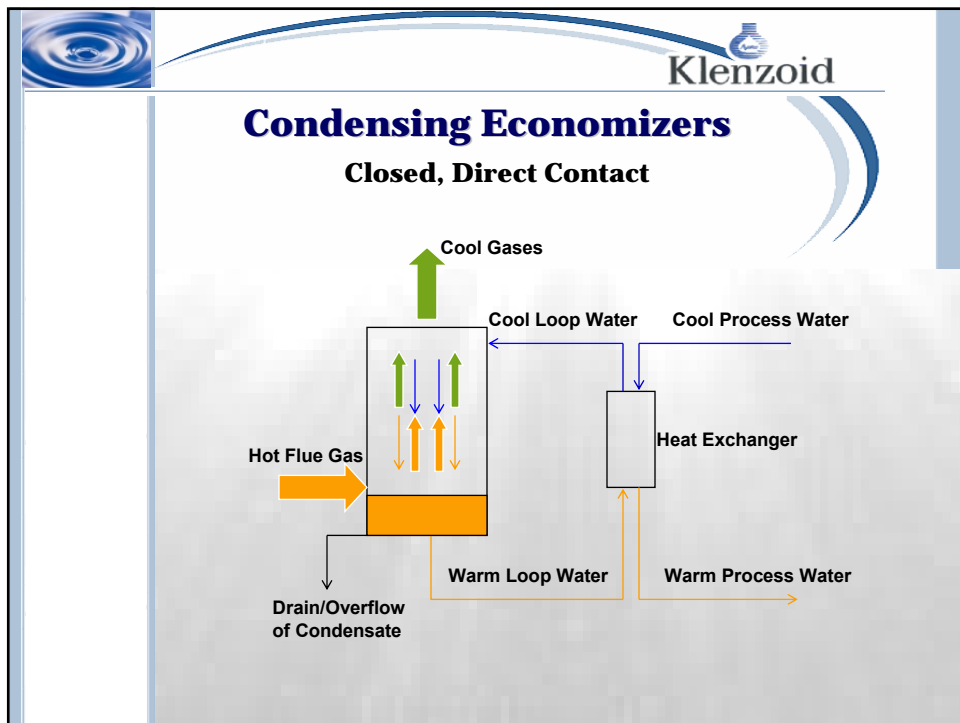 Klenzoid
Condensing Economizers
Closed, Direct Contact
Cool Gases
Cool Loop Water
Cool Process Water
Heat Exchanger
Hot Flue Gas
Warm Loop Water
Warm Process Water
Drain/Overflow
of Condensate